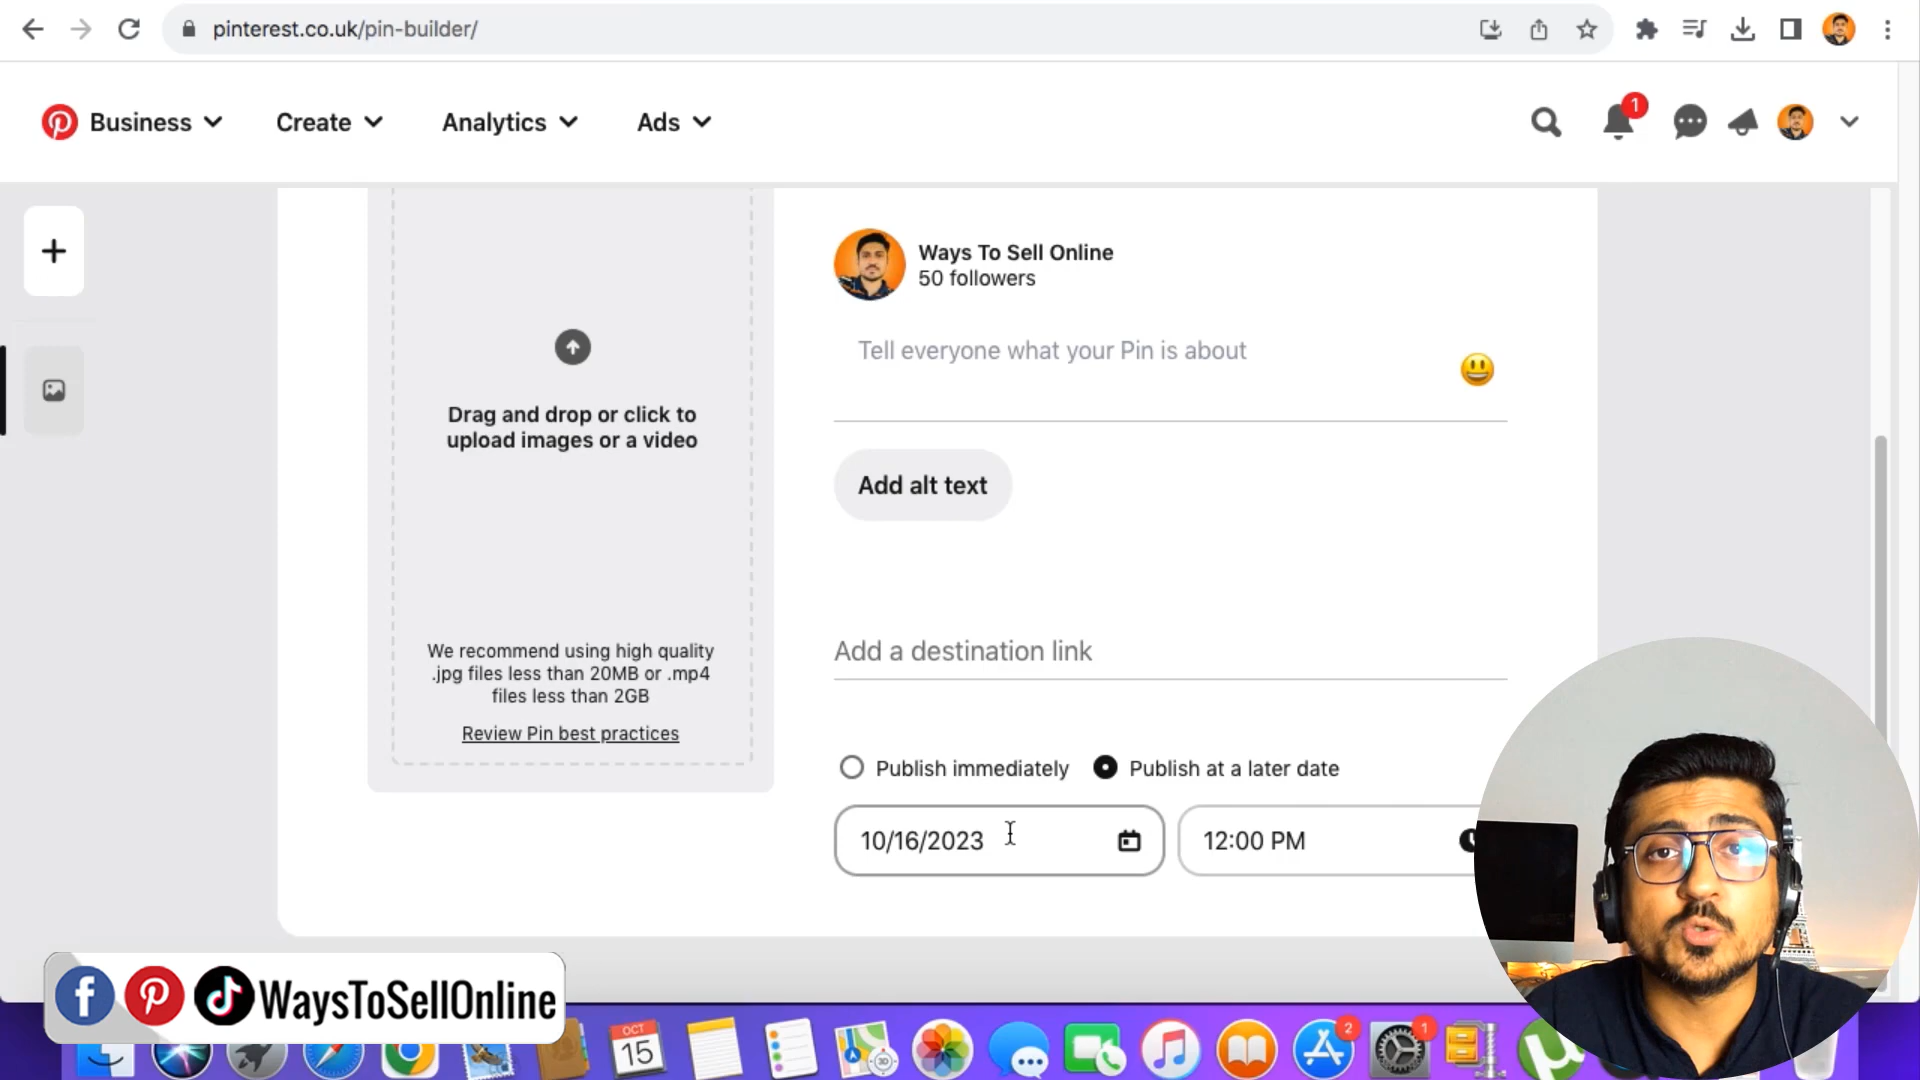 pinterest.co.uk/pin-builder/
Business
Create
Analytics
Ads
1
Ways To Sell Online
50 followers
Tell everyone what your Pin is about
Drag and drop or click to
upload images or a video
Add alt text
We recommend using high quality
.jpg files less than 20MB or .mp4
files less than 2GB
Review Pin best practices
Add a destination link
Publish immediately
Publish at a later date
10/16/2023
12:00 PM
WaysToSellOnline
OCT
15
3D
2
1